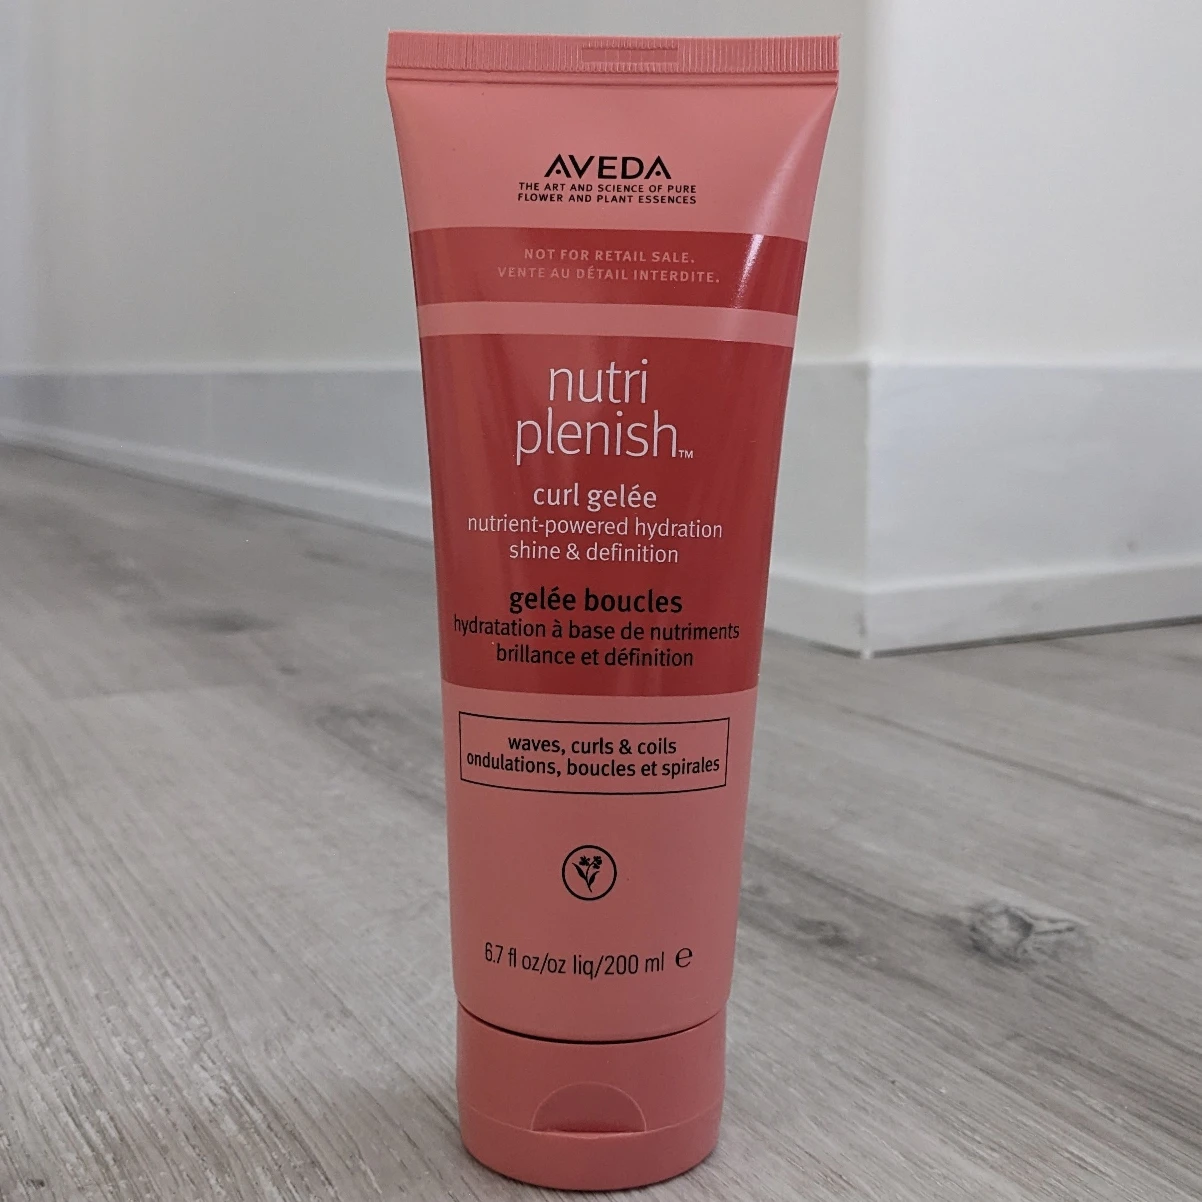 AVEDA
THE ART AND SCIENCE OF PURE
FLOWER AND PLANT ESSENCES
NOT FOR RETAIL SALE.
VENTE AU DÉTAIL INTERDITE.
nutri
plenish™
curl gelée
nutrient-powered hydration
shine & definition
gelée boucles
hydratation à base de nutriments
brillance et définition
waves, curls & coils
ondulations, boucles et spirales
6.7 fl oz/oz liq/200 ml ℮